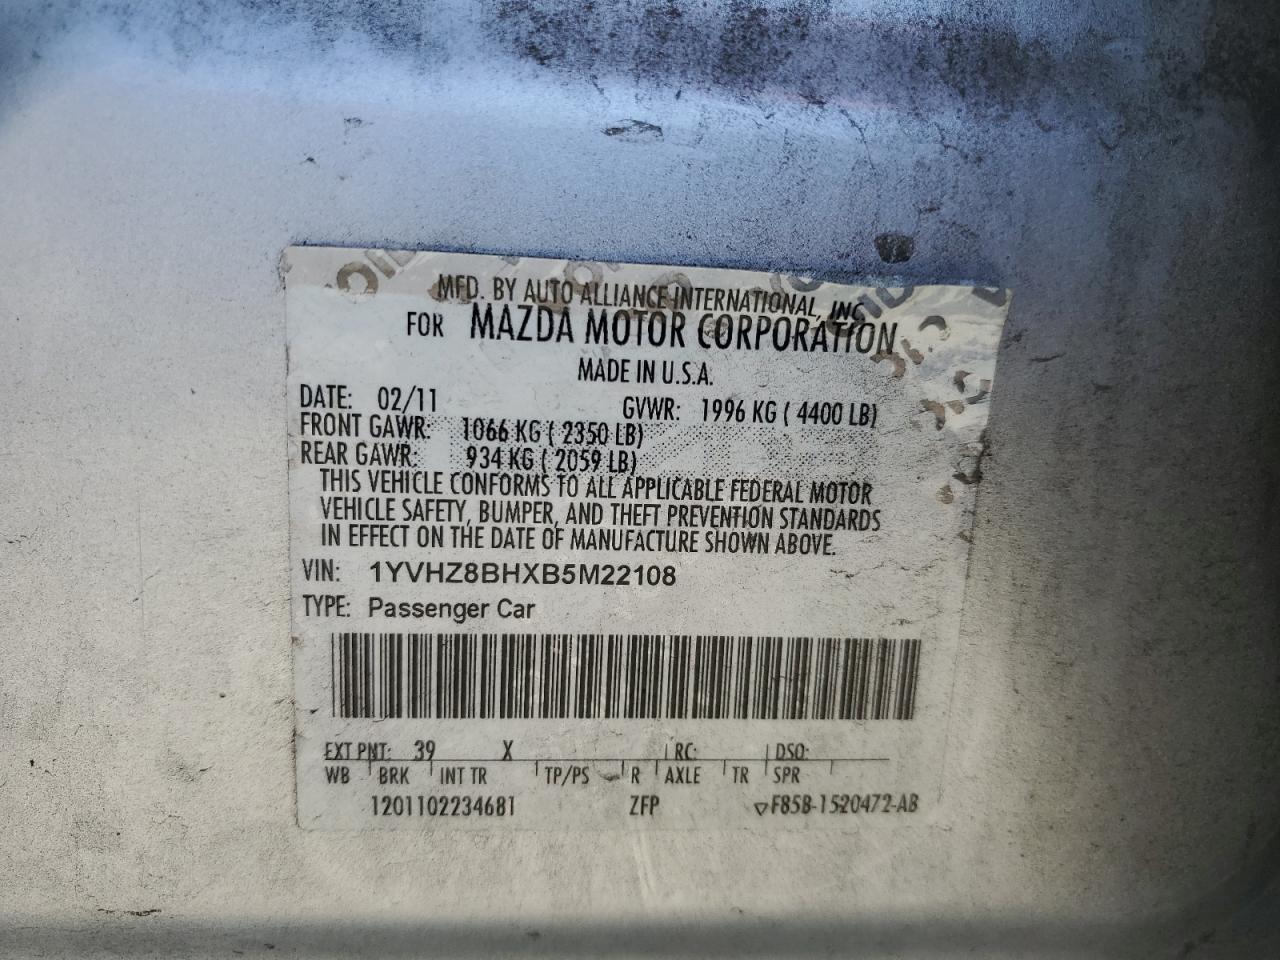 MFD. BY AUTO ALLIANCE INTERNATIONAL, INC.
FOR MAZDA MOTOR CORPORATION
MADE IN U.S.A.
DATE: 02/11 GVWR: 1996 KG ( 4400 LB)
FRONT GAWR: 1066 KG ( 2350 LB)
REAR GAWR: 934 KG ( 2059 LB)
THIS VEHICLE CONFORMS TO ALL APPLICABLE FEDERAL MOTOR
VEHICLE SAFETY, BUMPER, AND THEFT PREVENTION STANDARDS
IN EFFECT ON THE DATE OF MANUFACTURE SHOWN ABOVE.
VIN: 1YVHZ8BHXB5M22108
TYPE: Passenger Car
EXT PNT: 39 X RC: DSO:
WB BRK INT TR TP/PS R AXLE TR SPR
1201102234681 ZFP ▽F85B-1520472-AB